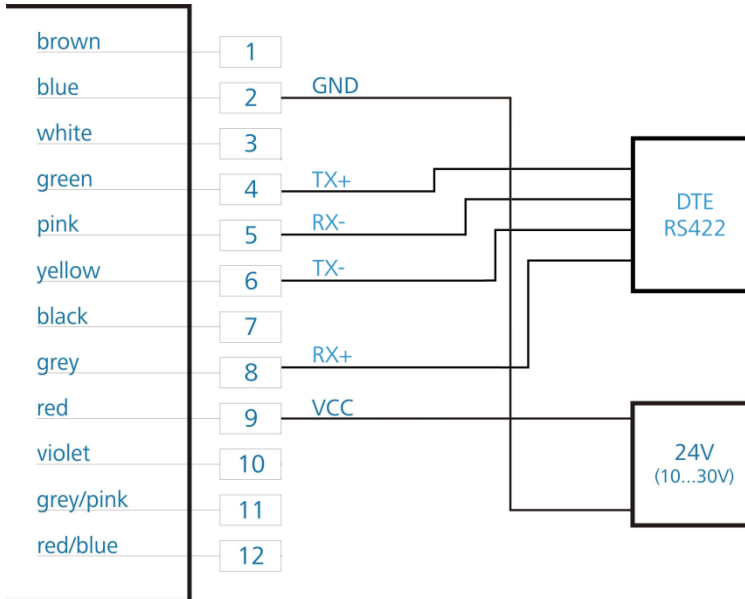 brown 1
blue 2 GND
white 3
green 4 TX+
pink 5 RX-
yellow 6 TX-
black 7
grey 8 RX+
red 9 VCC
violet 10
grey/pink 11
red/blue 12
DTE
RS422
24V
(10...30V)